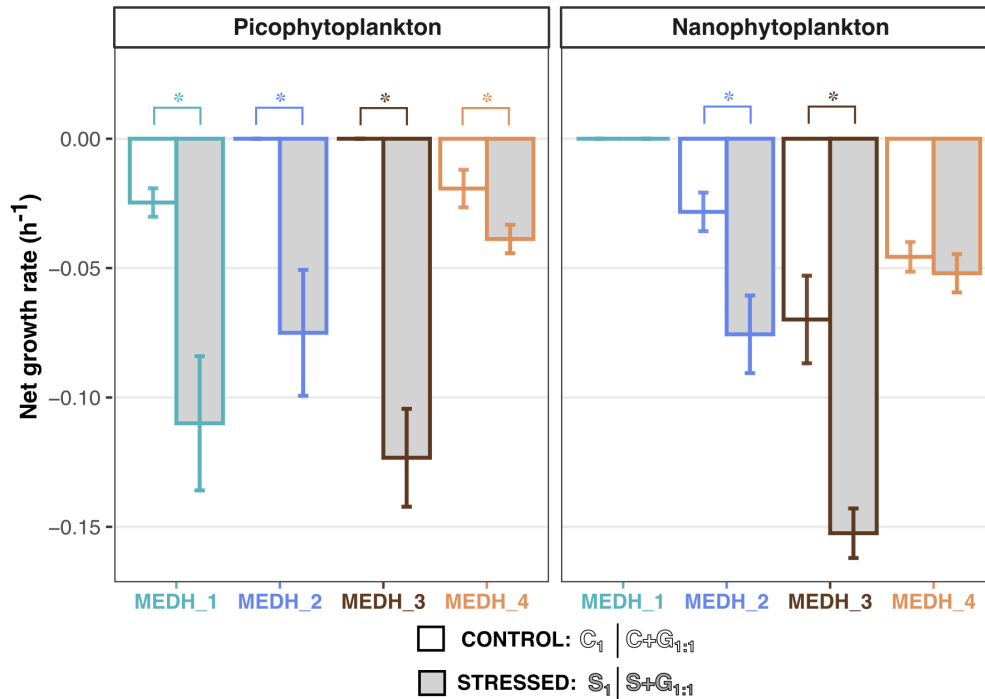 Picophytoplankton Nanophytoplankton
* * * * * *
Net growth rate (h⁻¹)
0.00
−0.05
−0.10
−0.15
MEDH_1 MEDH_2 MEDH_3 MEDH_4 MEDH_1 MEDH_2 MEDH_3 MEDH_4
CONTROL: C₁ | C+G₁:₁
STRESSED: S₁ | S+G₁:₁